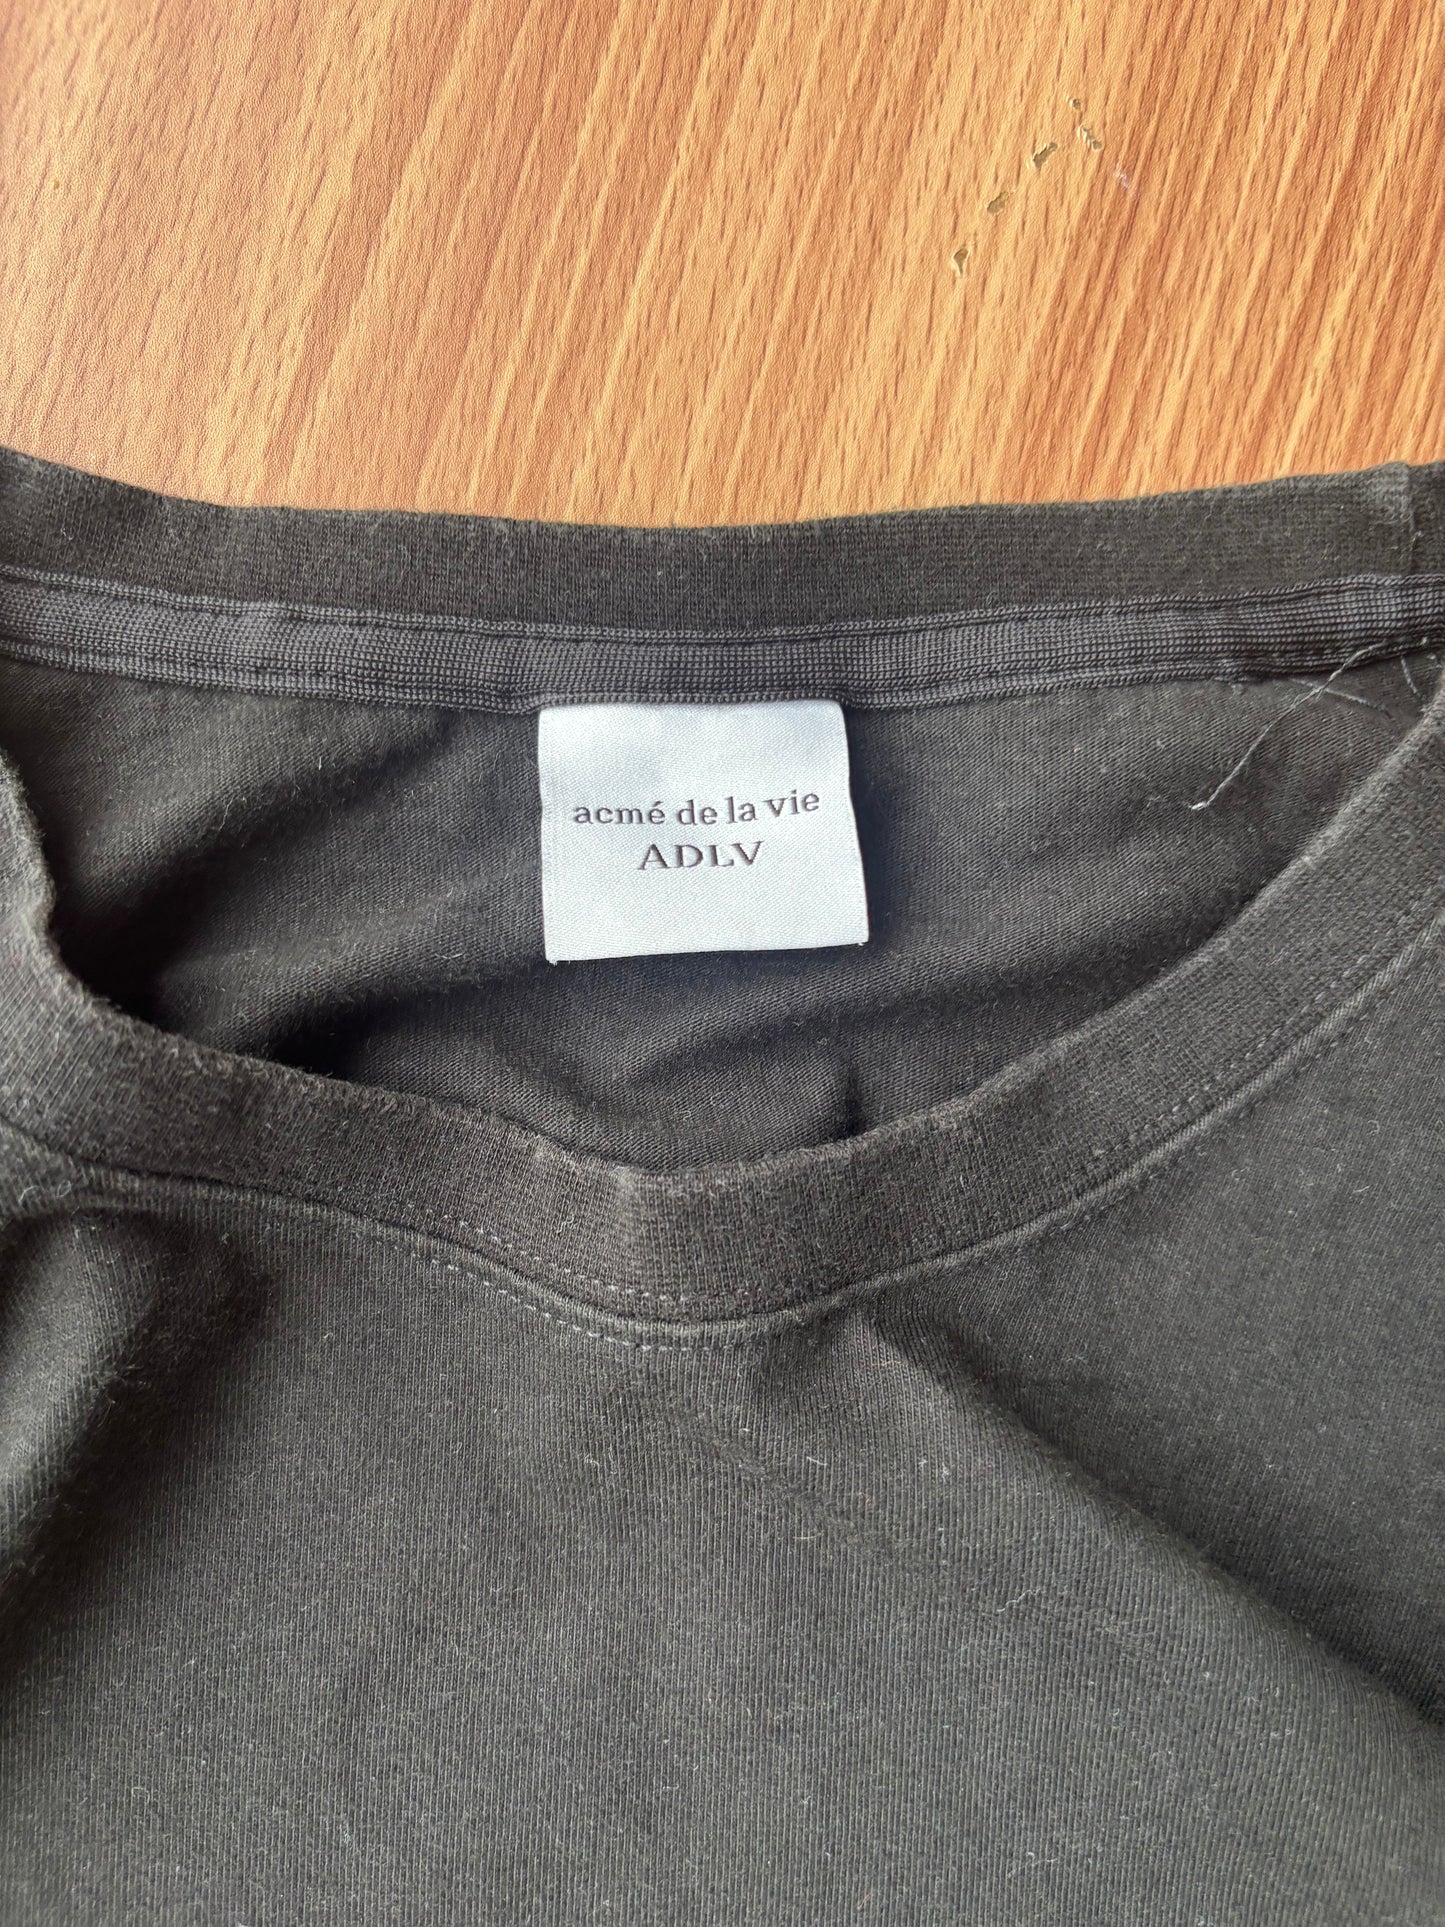 acmé de la vie
ADLV